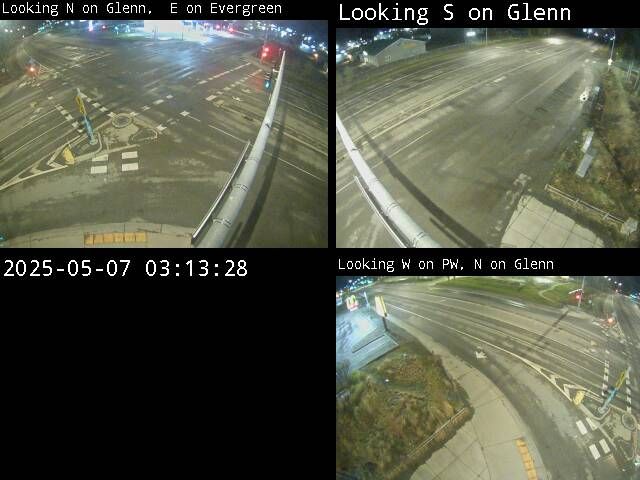 Looking N on Glenn, E on Evergreen
Looking S on Glenn
2025-05-07 03:13:28
Looking W on PW, N on Glenn